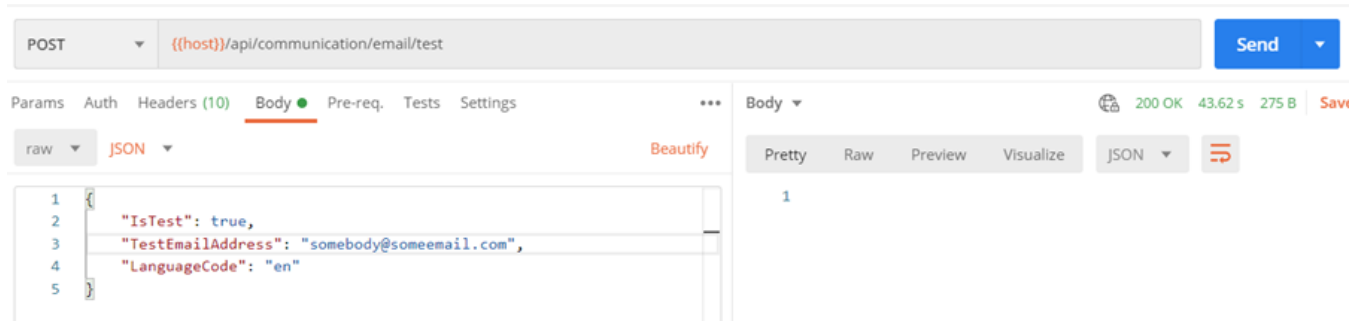 POST {{host}}/api/communication/email/test Send
Params Auth Headers (10) Body Pre-req. Tests Settings ••• Body 200 OK 43.62 s 275 B Save
raw JSON Beautify Pretty Raw Preview Visualize JSON
1 {
2 "IsTest": true,
3 "TestEmailAddress": "somebody@someemail.com",
4 "LanguageCode": "en"
5 }
1